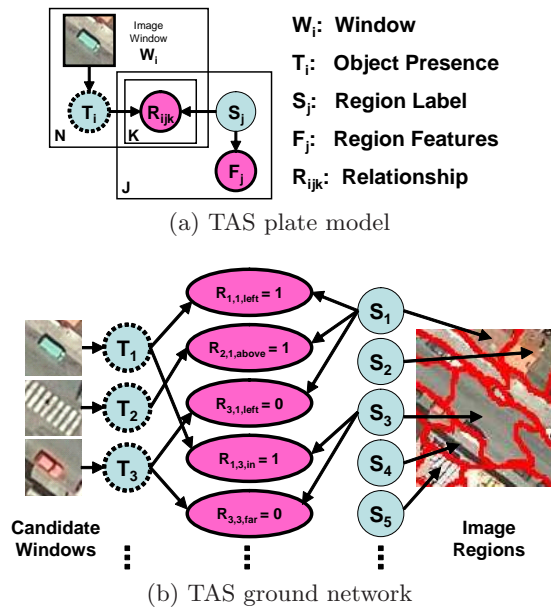 Image
Window
Wi
Ti
Rijk
Sj
N
K
Fj
J
Wi: Window
Ti: Object Presence
Sj: Region Label
Fj: Region Features
Rijk: Relationship
(a) TAS plate model
R1,1,left = 1
S1
T1
R2,1,above = 1
S2
T2
R3,1,left = 0
S3
T3
R1,3,in = 1
S4
R3,3,far = 0
S5
Candidate
Windows
Image
Regions
(b) TAS ground network